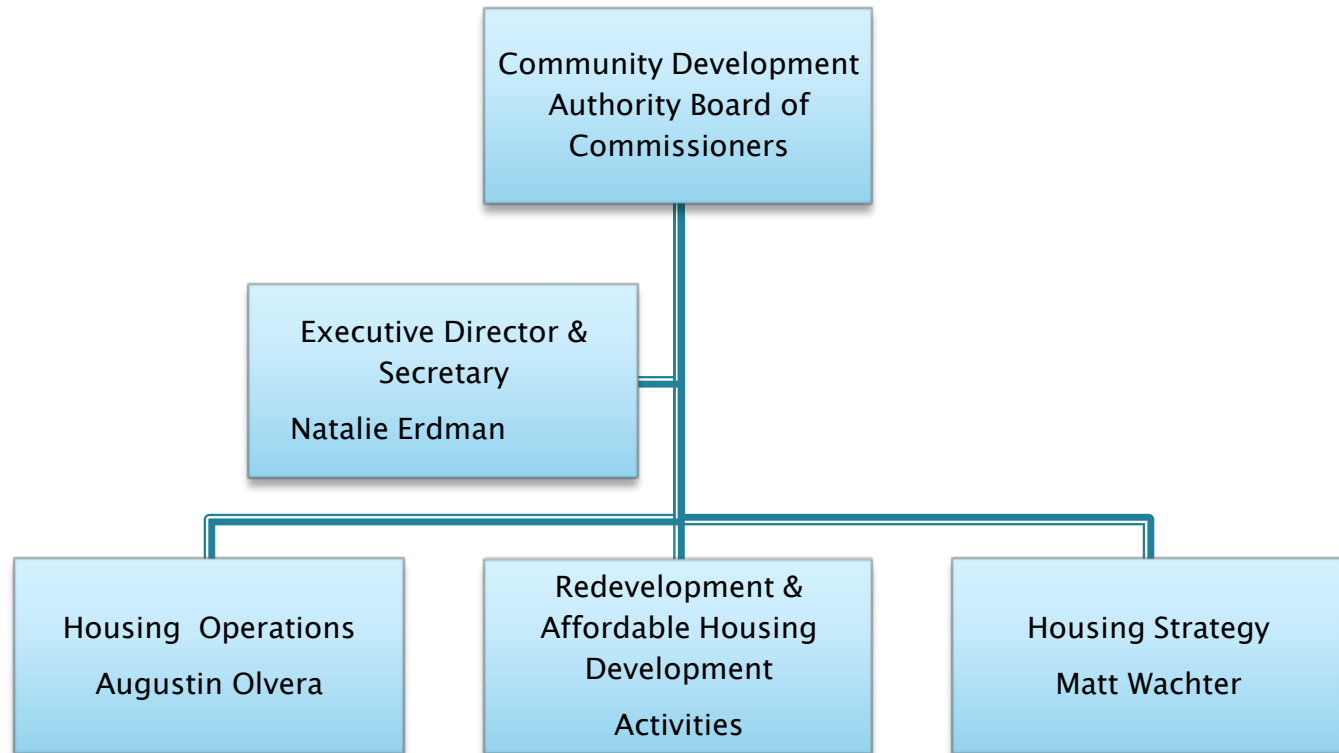 Community Development
Authority Board of
Commissioners
Executive Director &
Secretary
Natalie Erdman
Housing  Operations
Augustin Olvera
Redevelopment &
Affordable Housing
Development
Activities
Housing Strategy
Matt Wachter